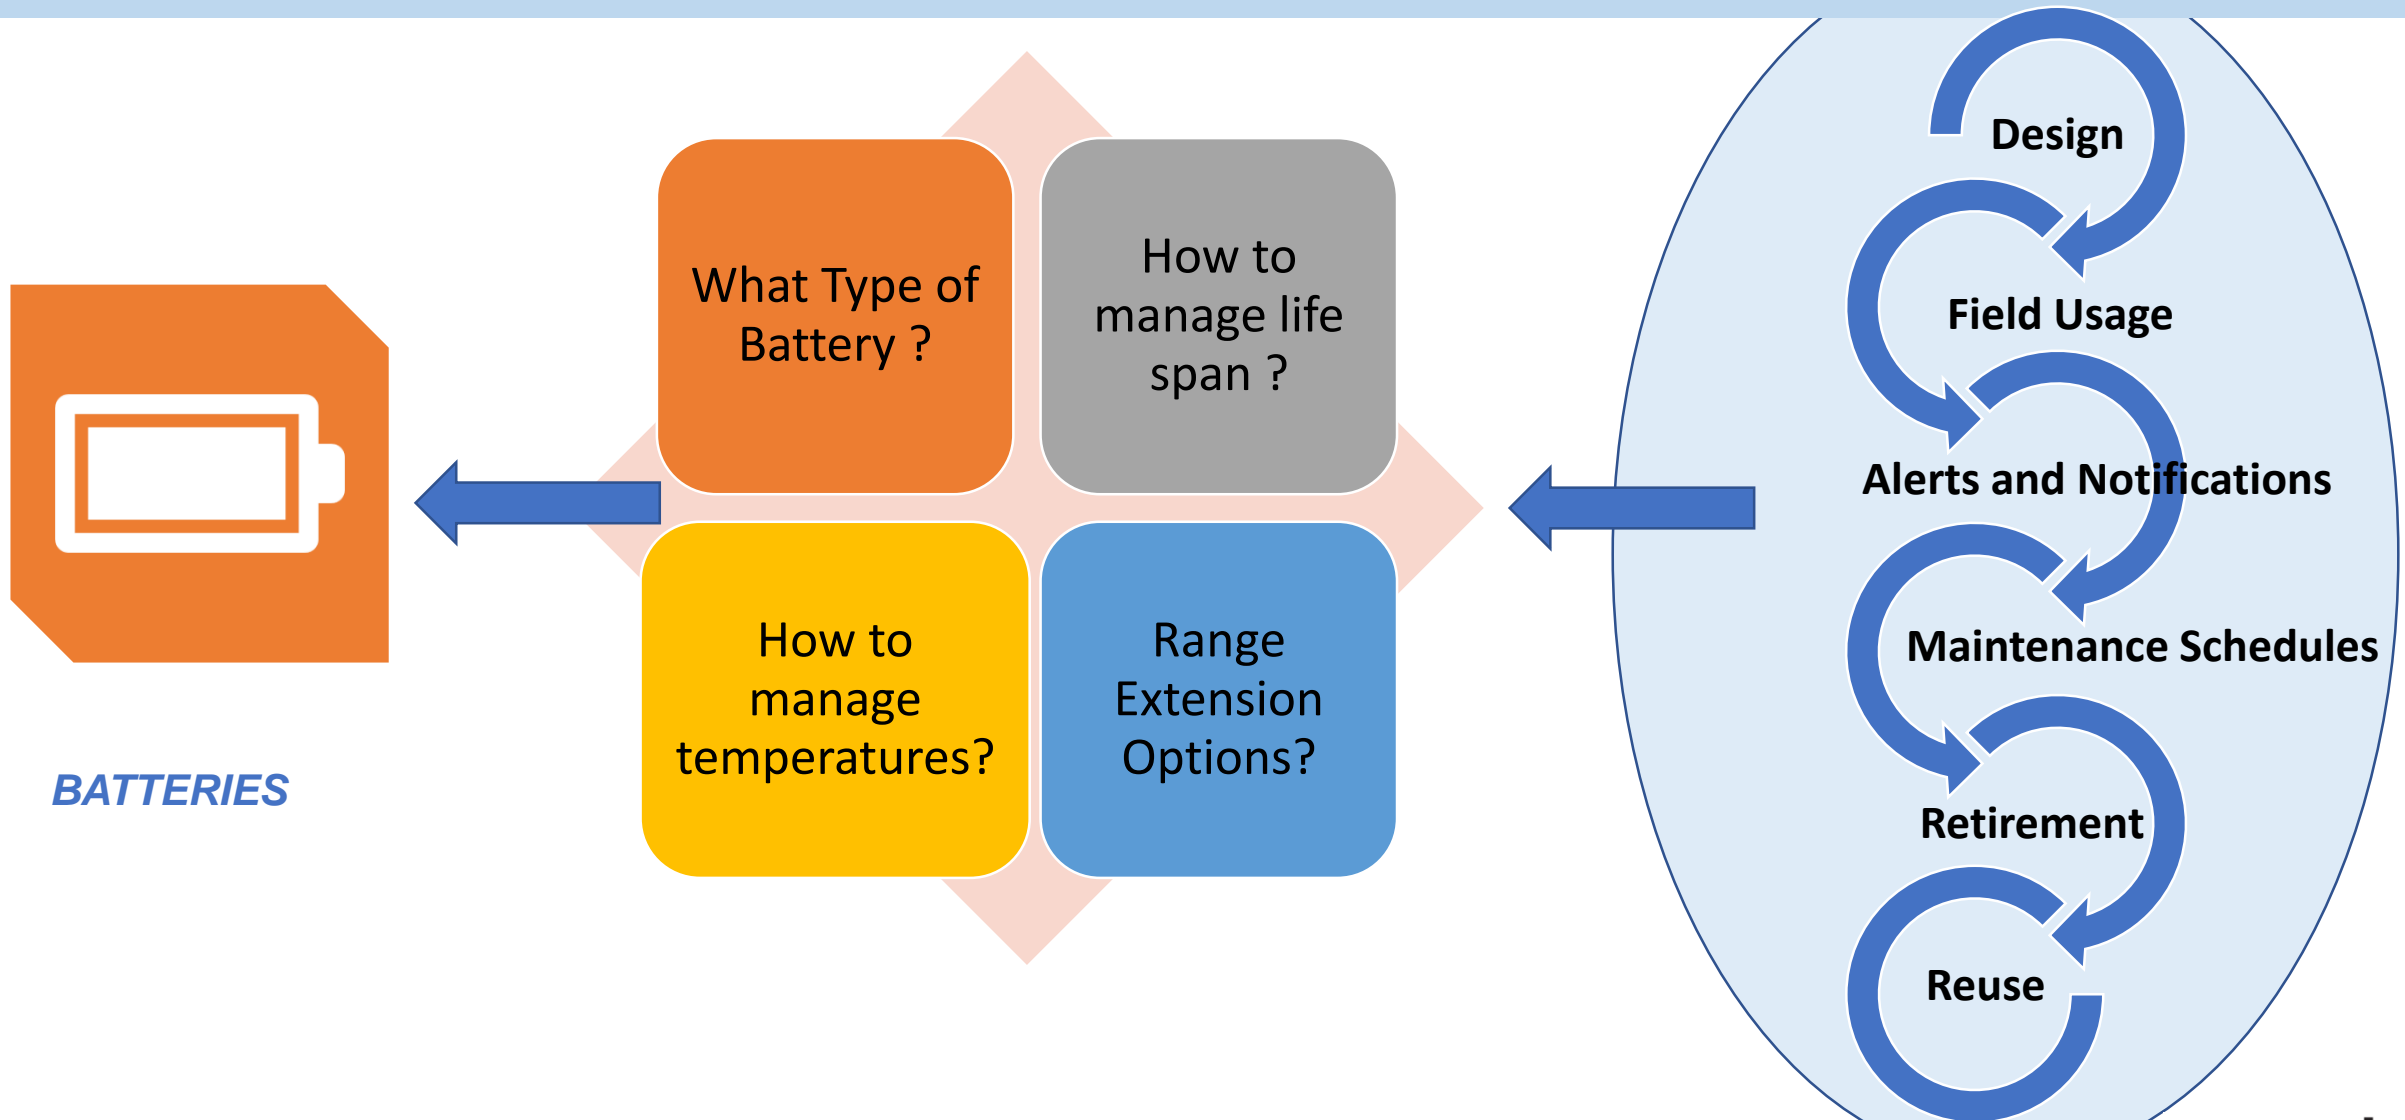 BATTERIES
What Type of
Battery ?
How to
manage life
span ?
How to
manage
temperatures?
Range
Extension
Options?
Design
Field Usage
Alerts and Notifications
Maintenance Schedules
Retirement
Reuse